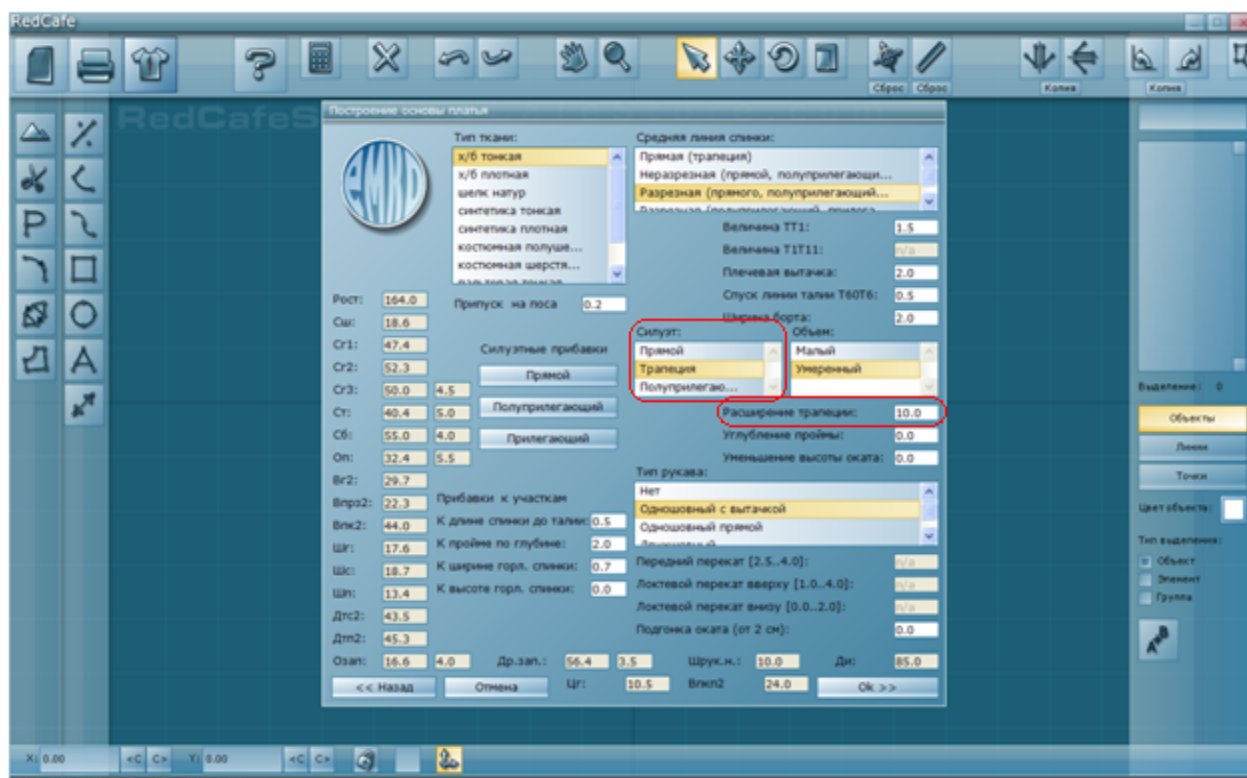 RedCafe
Сброс Сброс
Копия
Копия
RedCafeS
Построение основы платья
Тип ткани:
х/б тонкая
х/б плотная
шелк натур
синтетика тонкая
синтетика плотная
костюмная полуше...
костюмная шерстя...
пальтовая тонкая
Припуск на поса 0.2
Силуэтные прибавки
Прямой
Полуприлегающий
Прилегающий
Рост: 164.0
Сш: 18.6
Сг1: 47.4
Сг2: 52.3
Сг3: 50.0 4.5
Ст: 40.4 5.0
Сб: 55.0 4.0
Оп: 32.4 5.5
Вг2: 29.7
Впрз2: 22.3
Впк2: 44.0
Шг: 17.6
Шс: 18.7
Шп: 13.4
Дтс2: 43.5
Дтп2: 45.3
Прибавки к участкам
К длине спинки до талии: 0.5
К пройме по глубине: 2.0
К ширине горл. спинки: 0.7
К высоте горл. спинки: 0.0
Средняя линия спинки:
Прямая (трапеция)
Неразрезная (прямой, полуприлегающи...
Разрезная (прямого, полуприлегающий...
Разрезная (полуприлегающий, прилега...
Величина ТТ1: 1.5
Величина Т1Т11: n/a
Плечевая вытачка: 2.0
Спуск линии талии Т60Т6: 0.5
Ширина борта: 2.0
Силуэт:
Прямой
Трапеция
Полуприлегаю...
Объем:
Малый
Умеренный
Расширение трапеции: 10.0
Углубление проймы: 0.0
Уменьшение высоты оката: 0.0
Тип рукава:
Нет
Одношовный с вытачкой
Одношовный прямой
Двухшовный
Передний перекат [2.5..4.0]: n/a
Локтевой перекат вверху [1.0..4.0]: n/a
Локтевой перекат внизу [0.0..2.0]: n/a
Подгонка оката (от 2 см): 0.0
Озап: 16.6 4.0 Др.зап.: 56.4 3.5 Шрук.н.: 10.0 Ди: 85.0
<< Назад Отмена Цг: 10.5 Впкп2 24.0 Ok >>
Выделение: 0
Объекты
Линии
Точки
Цвет объекта:
Тип выделения:
Объект
Элемент
Группа
X: 0.00 <C C> Y: 0.00 <C C>